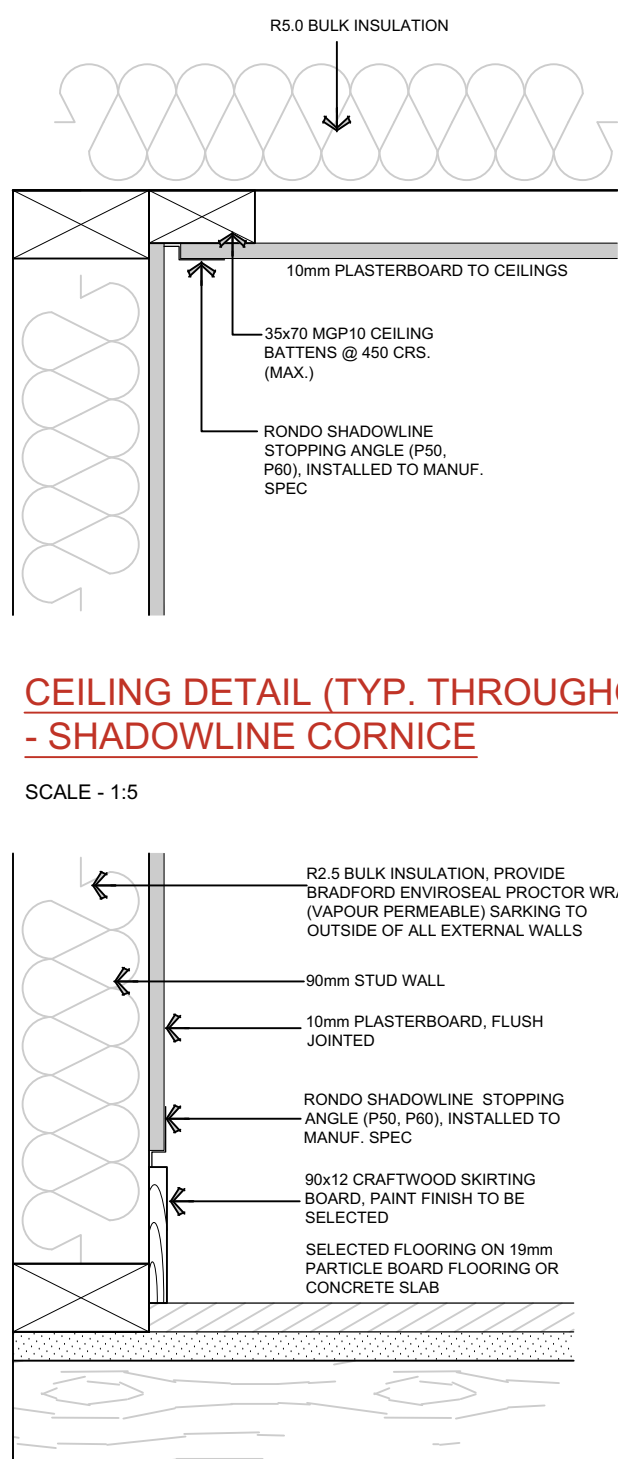 R5.0 BULK INSULATION
10mm PLASTERBOARD TO CEILINGS
35x70 MGP10 CEILING
BATTENS @ 450 CRS.
(MAX.)
RONDO SHADOWLINE
STOPPING ANGLE (P50,
P60), INSTALLED TO MANUF.
SPEC
CEILING DETAIL (TYP. THROUGHO
- SHADOWLINE CORNICE
SCALE - 1:5
R2.5 BULK INSULATION, PROVIDE
BRADFORD ENVIROSEAL PROCTOR WRA
(VAPOUR PERMEABLE) SARKING TO
OUTSIDE OF ALL EXTERNAL WALLS
90mm STUD WALL
10mm PLASTERBOARD, FLUSH
JOINTED
RONDO SHADOWLINE STOPPING
ANGLE (P50, P60), INSTALLED TO
MANUF. SPEC
90x12 CRAFTWOOD SKIRTING
BOARD, PAINT FINISH TO BE
SELECTED
SELECTED FLOORING ON 19mm
PARTICLE BOARD FLOORING OR
CONCRETE SLAB